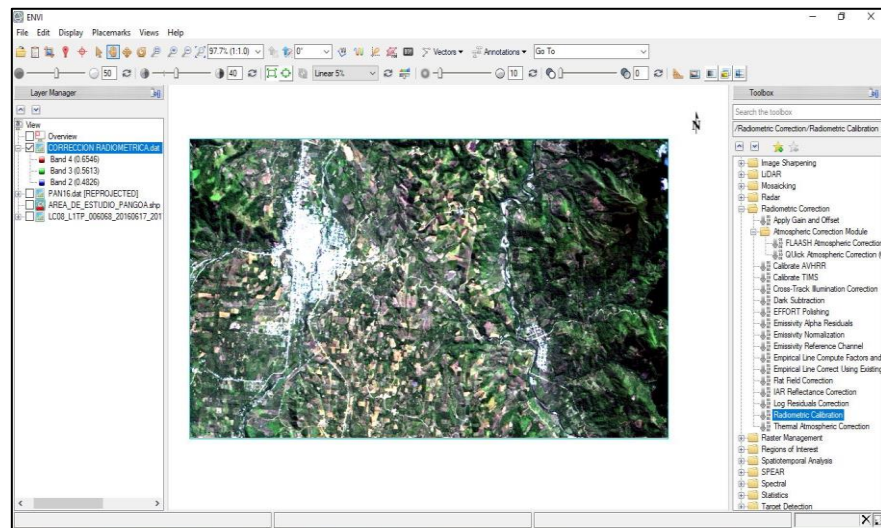 ENVI
File Edit Display Placemarks Views Help
97.7% (1:1.0) 0° Vectors Annotations Go To
50 40 Linear 5% 10 0
Layer Manager
View
Overview
CORRECCION RADIOMETRICA.dat
Band 4 (0.6546)
Band 3 (0.5613)
Band 2 (0.4826)
PAN16.dat [REPROJECTED]
AREA_DE_ESTUDIO_PANGOA.shp
LC08_L1TP_006068_20160617_201
N
Toolbox
Search the toolbox
/Radiometric Correction/Radiometric Calibration
Image Sharpening
LiDAR
Mosaicking
Radar
Radiometric Correction
Apply Gain and Offset
Atmospheric Correction Module
FLAASH Atmospheric Correction
QUick Atmospheric Correction (
Calibrate AVHRR
Calibrate TIMS
Cross-Track Illumination Correction
Dark Subtraction
EFFORT Polishing
Emissivity Alpha Residuals
Emissivity Normalization
Emissivity Reference Channel
Empirical Line Compute Factors and
Empirical Line Correct Using Existing
Flat Field Correction
IAR Reflectance Correction
Log Residuals Correction
Radiometric Calibration
Thermal Atmospheric Correction
Raster Management
Regions of Interest
Spatiotemporal Analysis
SPEAR
Spectral
Statistics
Target Detection